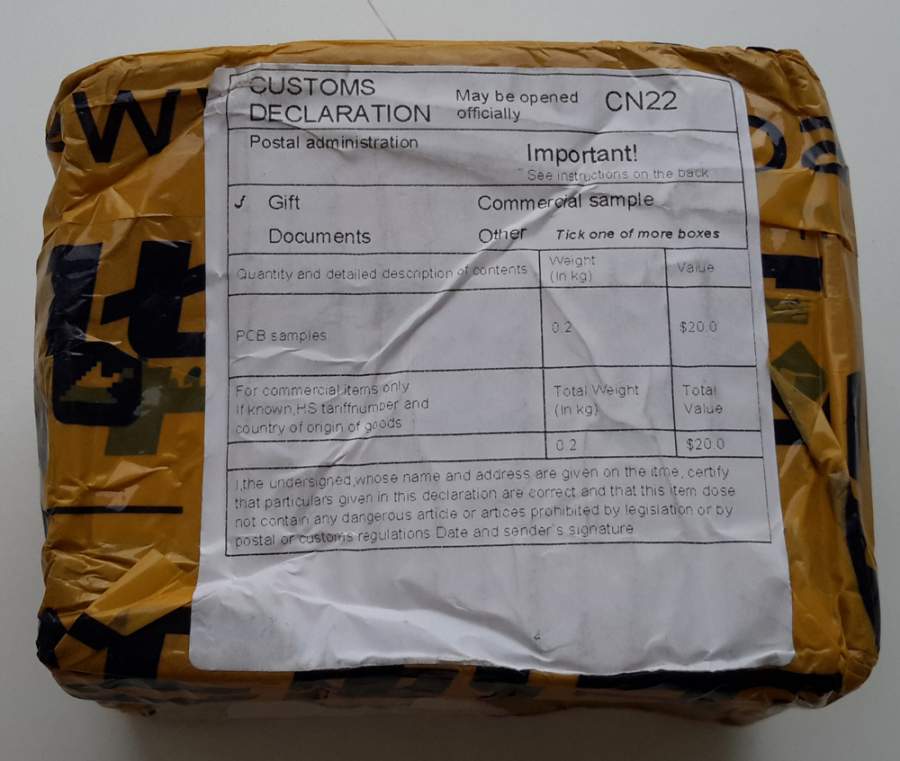 CUSTOMS
DECLARATION
May be opened
officially
CN22
Postal administration
Important!
See instructions on the back
✓ Gift
Commercial sample
Documents
Other
Tick one of more boxes
Quantity and detailed description of contents
Weight
(in kg)
Value
PCB samples
0.2
$20.0
For commercial items only
If known,HS tariffnumber and
country of origin of goods
Total Weight
(in kg)
Total
Value
0.2
$20.0
I,the undersigned,whose name and address are given on the itme, certify
that particulars given in this declaration are correct and that this item dose
not contain any dangerous article or artices prohibited by legislation or by
postal or customs regulations Date and sender's signature